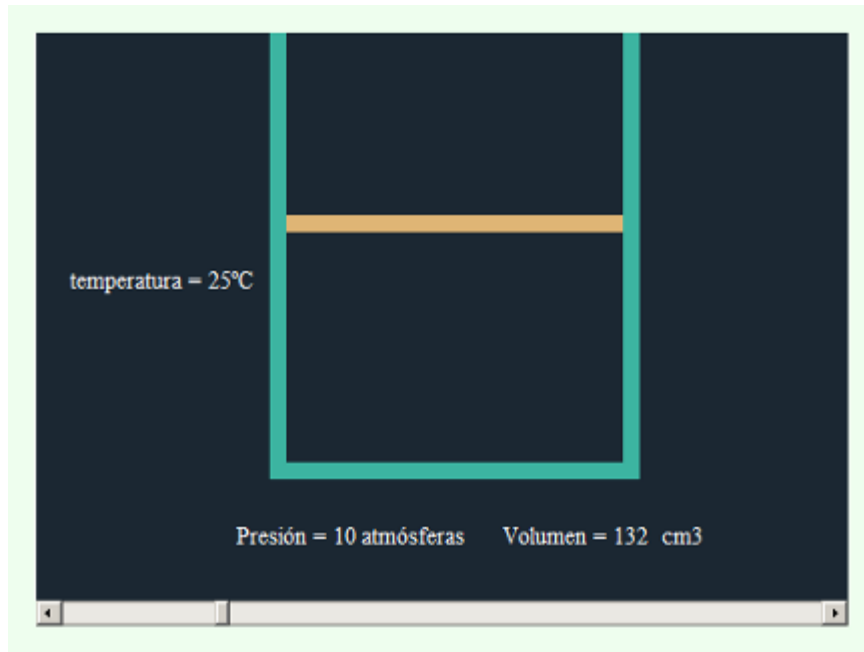 temperatura = 25ºC
Presión = 10 atmósferas Volumen = 132 cm3